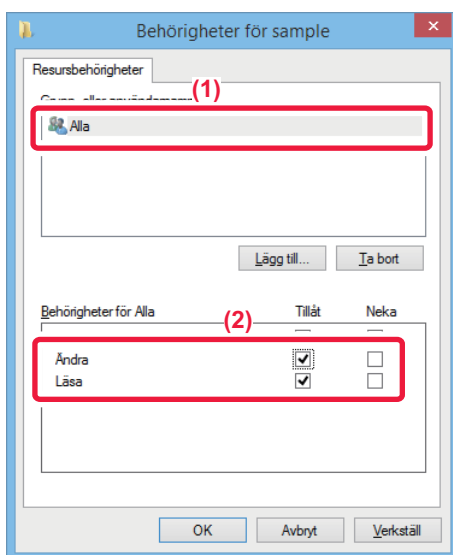 Behörigheter för sample
Resursbehörigheter
(1)
Alla
Lägg till... Ta bort
Behörigheter för Alla Tillåt Neka
(2)
Ändra
Läsa
OK Avbryt Verkställ